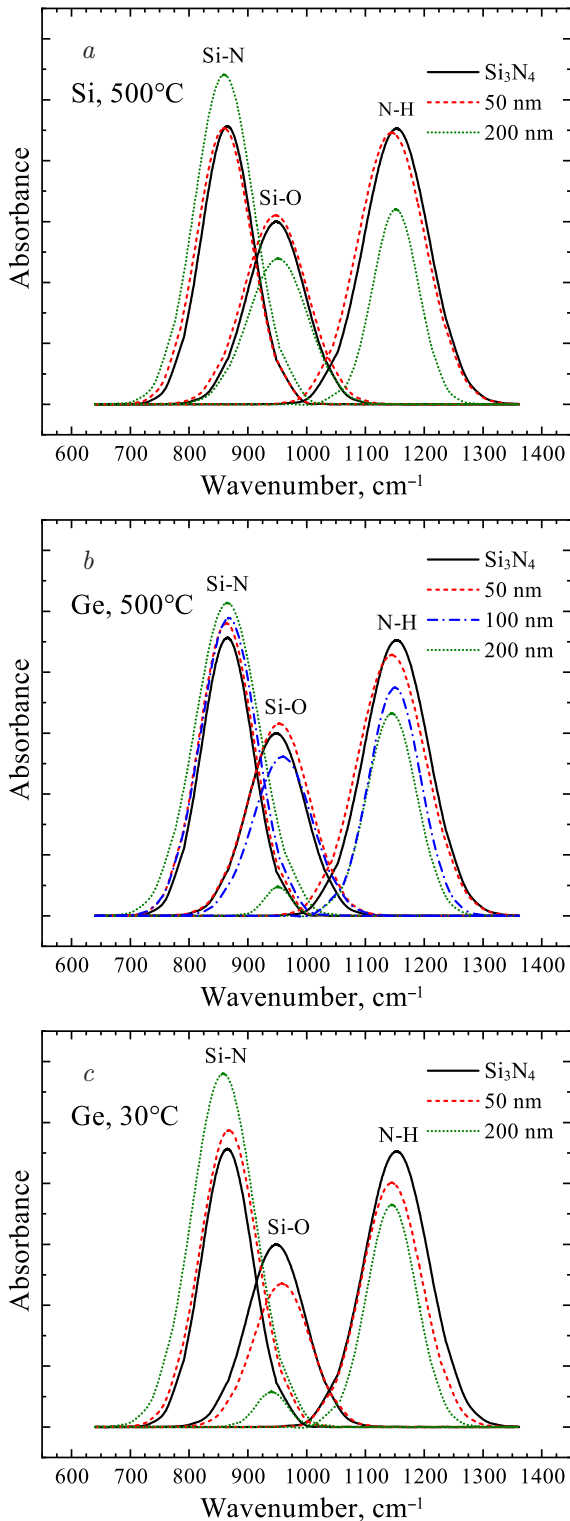 a
Si, 500°C
Si-N
Si-O
N-H
Si₃N₄
50 nm
200 nm
Absorbance
600 700 800 900 1000 1100 1200 1300 1400
Wavenumber, cm⁻¹
b
Ge, 500°C
Si-N
Si-O
N-H
Si₃N₄
50 nm
100 nm
200 nm
Absorbance
600 700 800 900 1000 1100 1200 1300 1400
Wavenumber, cm⁻¹
c
Ge, 30°C
Si-N
Si-O
N-H
Si₃N₄
50 nm
200 nm
Absorbance
600 700 800 900 1000 1100 1200 1300 1400
Wavenumber, cm⁻¹